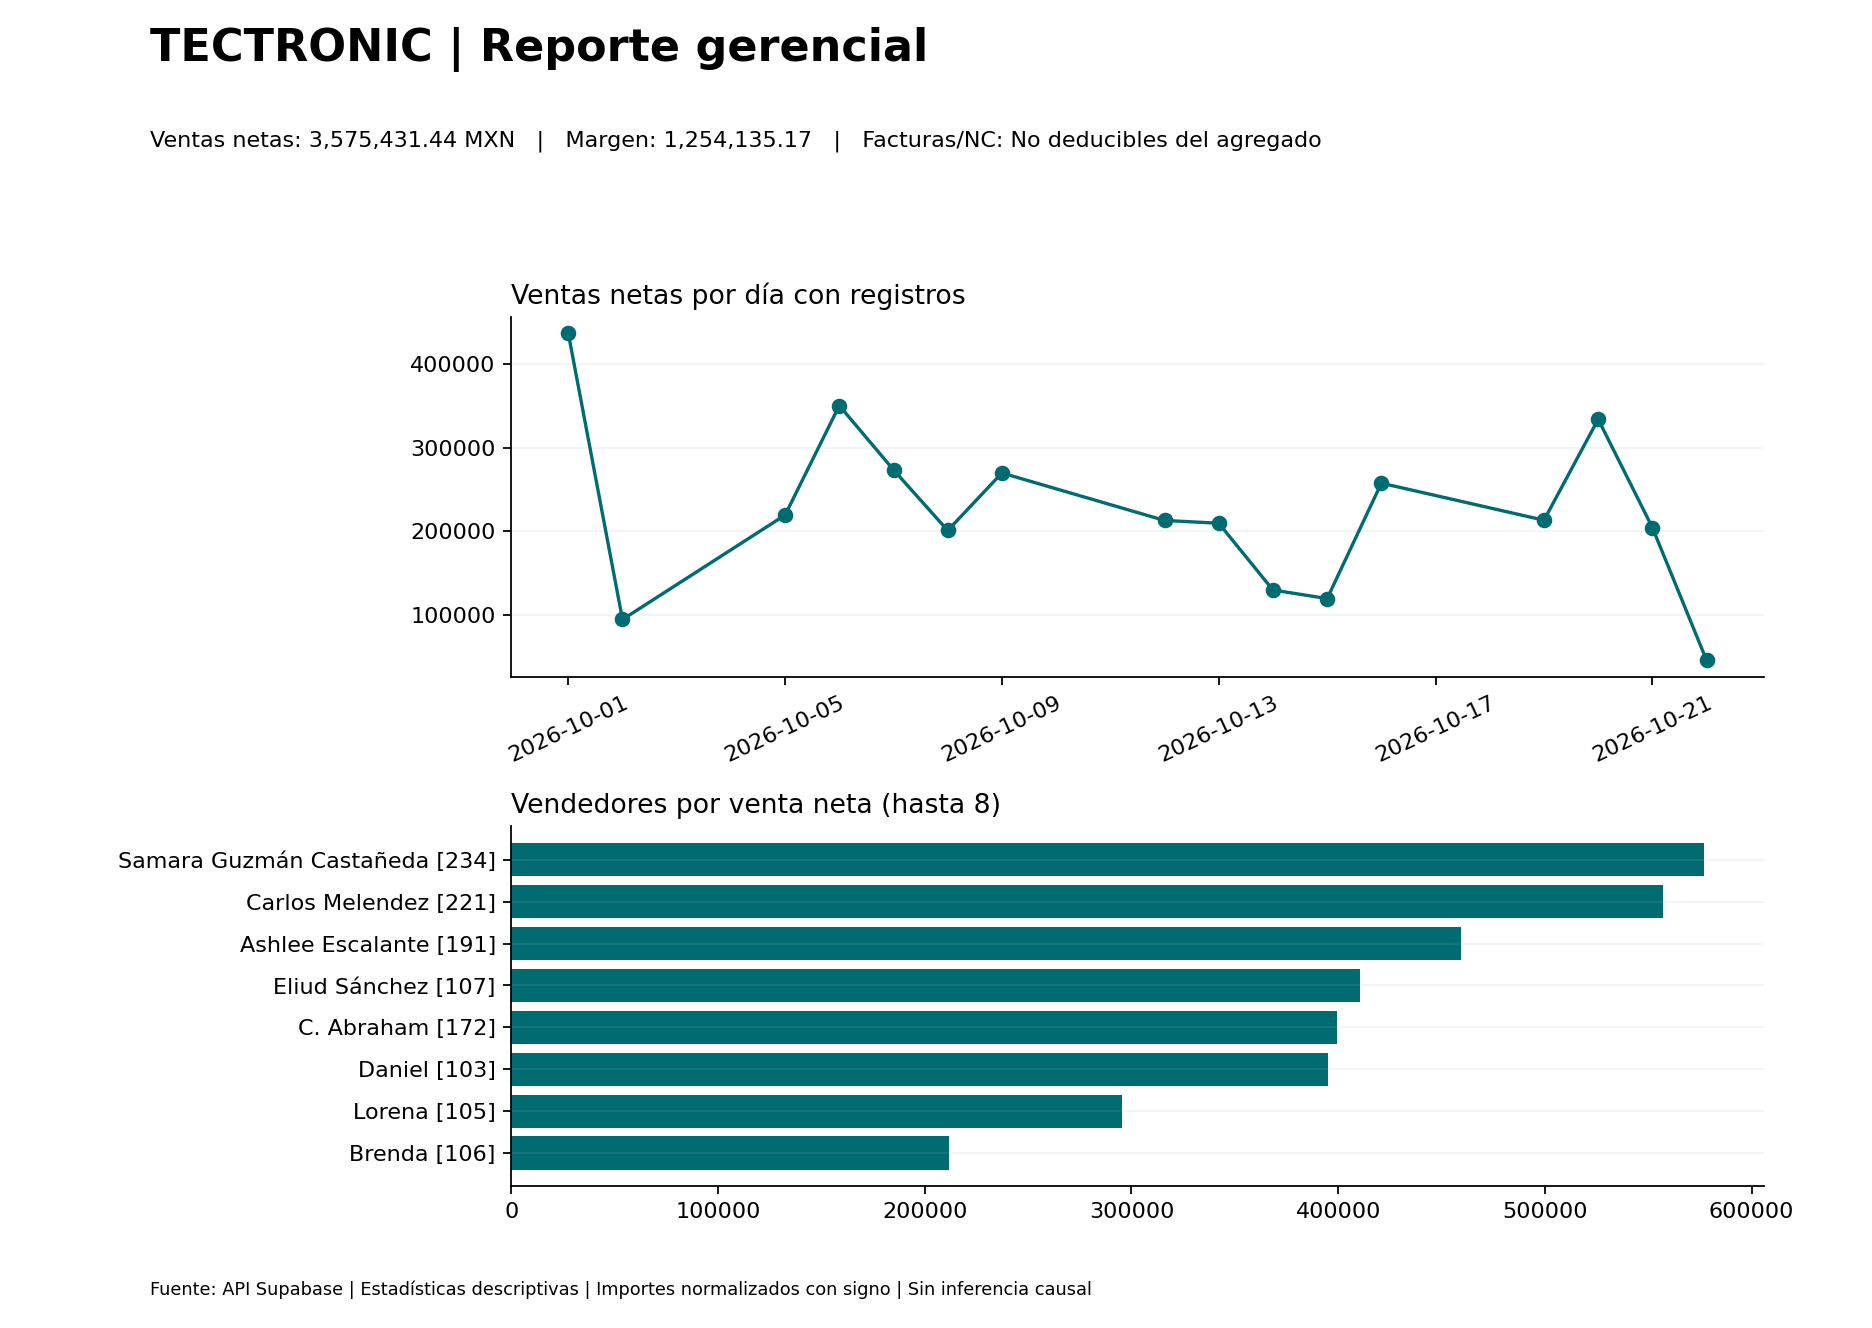 TECTRONIC | Reporte gerencial
Ventas netas: 3,575,431.44 MXN | Margen: 1,254,135.17 | Facturas/NC: No deducibles del agregado
Ventas netas por día con registros
400000
300000
200000
100000
2026-10-01 2026-10-05 2026-10-09 2026-10-13 2026-10-17 2026-10-21
Vendedores por venta neta (hasta 8)
Samara Guzmán Castañeda [234]
Carlos Melendez [221]
Ashlee Escalante [191]
Eliud Sánchez [107]
C. Abraham [172]
Daniel [103]
Lorena [105]
Brenda [106]
0 100000 200000 300000 400000 500000 600000
Fuente: API Supabase | Estadísticas descriptivas | Importes normalizados con signo | Sin inferencia causal